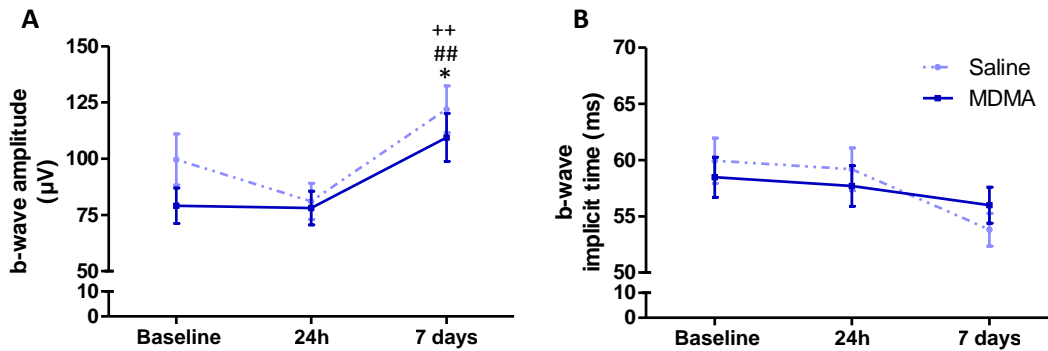 A
b-wave amplitude
(µV)
150
125
100
75
50
10
0
++
##
*
Baseline
24h
7 days
B
b-wave
implicit time (ms)
70
65
60
55
50
10
0
Saline
MDMA
Baseline
24h
7 days